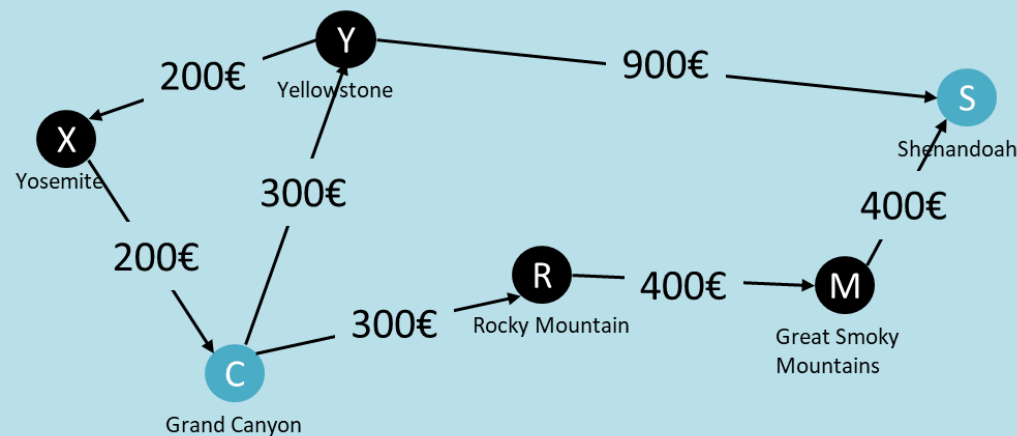 Y
Yellowstone
200€
900€
S
Shenandoah
X
Yosemite
300€
400€
200€
R
Rocky Mountain
400€
M
Great Smoky
Mountains
300€
C
Grand Canyon